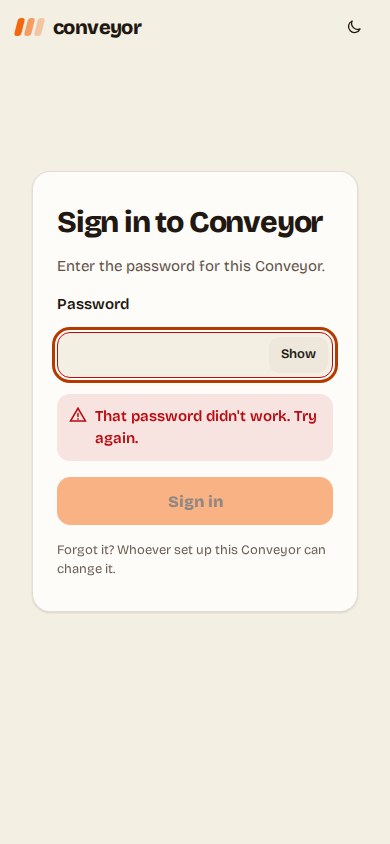 conveyor
Sign in to Conveyor
Enter the password for this Conveyor.
Password
Show
That password didn't work. Try
again.
Sign in
Forgot it? Whoever set up this Conveyor can
change it.